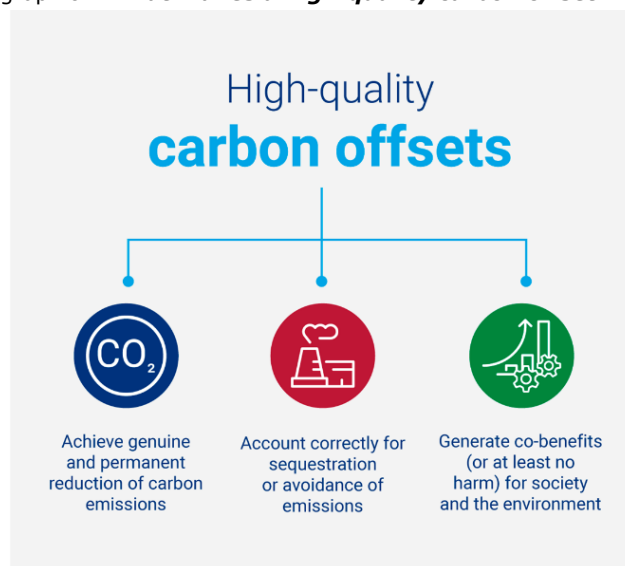 High-quality
carbon offsets
CO2
Achieve genuine
and permanent
reduction of carbon
emissions
Account correctly for
sequestration
or avoidance of
emissions
Generate co-benefits
(or at least no
harm) for society
and the environment